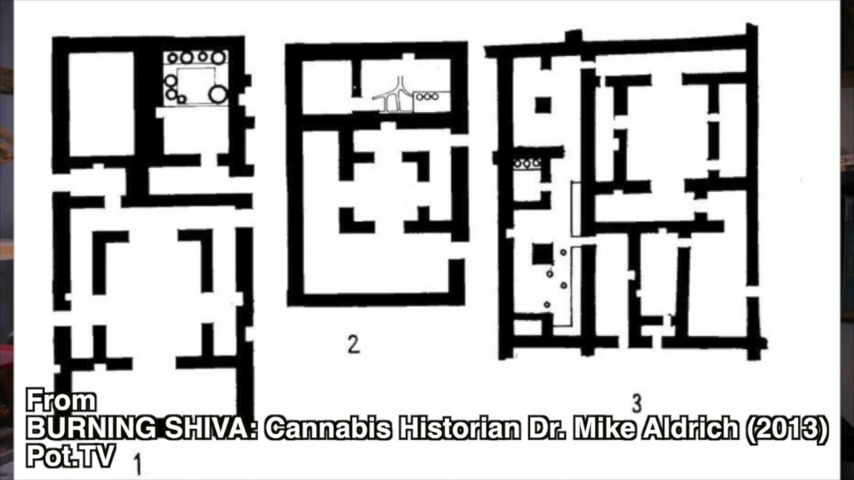 2
3
From
BURNING SHIVA: Cannabis Historian Dr. Mike Aldrich (2013)
Pot.TV
1